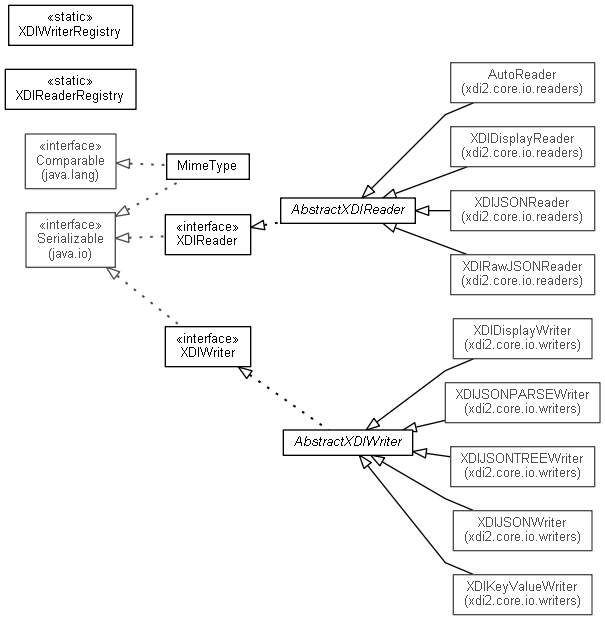 «static»
XDIWriterRegistry
«static»
XDIReaderRegistry
«interface»
Comparable
(java.lang)
MimeType
«interface»
Serializable
(java.io)
«interface»
XDIReader
«interface»
XDIWriter
AbstractXDIReader
AutoReader
(xdi2.core.io.readers)
XDIDisplayReader
(xdi2.core.io.readers)
XDIJSONReader
(xdi2.core.io.readers)
XDIRawJSONReader
(xdi2.core.io.readers)
AbstractXDIWriter
XDIDisplayWriter
(xdi2.core.io.writers)
XDIJSONPARSEWriter
(xdi2.core.io.writers)
XDIJSONTREEWriter
(xdi2.core.io.writers)
XDIJSONWriter
(xdi2.core.io.writers)
XDIKeyValueWriter
(xdi2.core.io.writers)